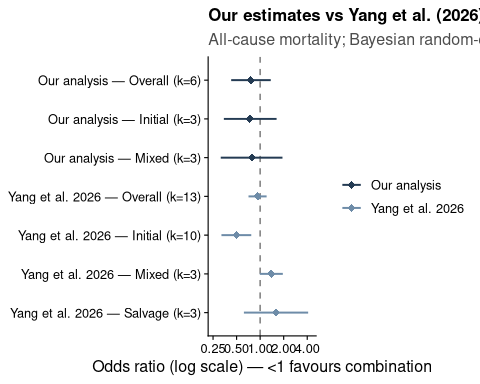 Our estimates vs Yang et al. (2026)
All-cause mortality; Bayesian random-
Our analysis — Overall (k=6)
Our analysis — Initial (k=3)
Our analysis — Mixed (k=3)
Yang et al. 2026 — Overall (k=13)
Yang et al. 2026 — Initial (k=10)
Yang et al. 2026 — Mixed (k=3)
Yang et al. 2026 — Salvage (k=3)
Our analysis
Yang et al. 2026
0.25 0.50 1.00 2.00 4.00
Odds ratio (log scale) — <1 favours combination